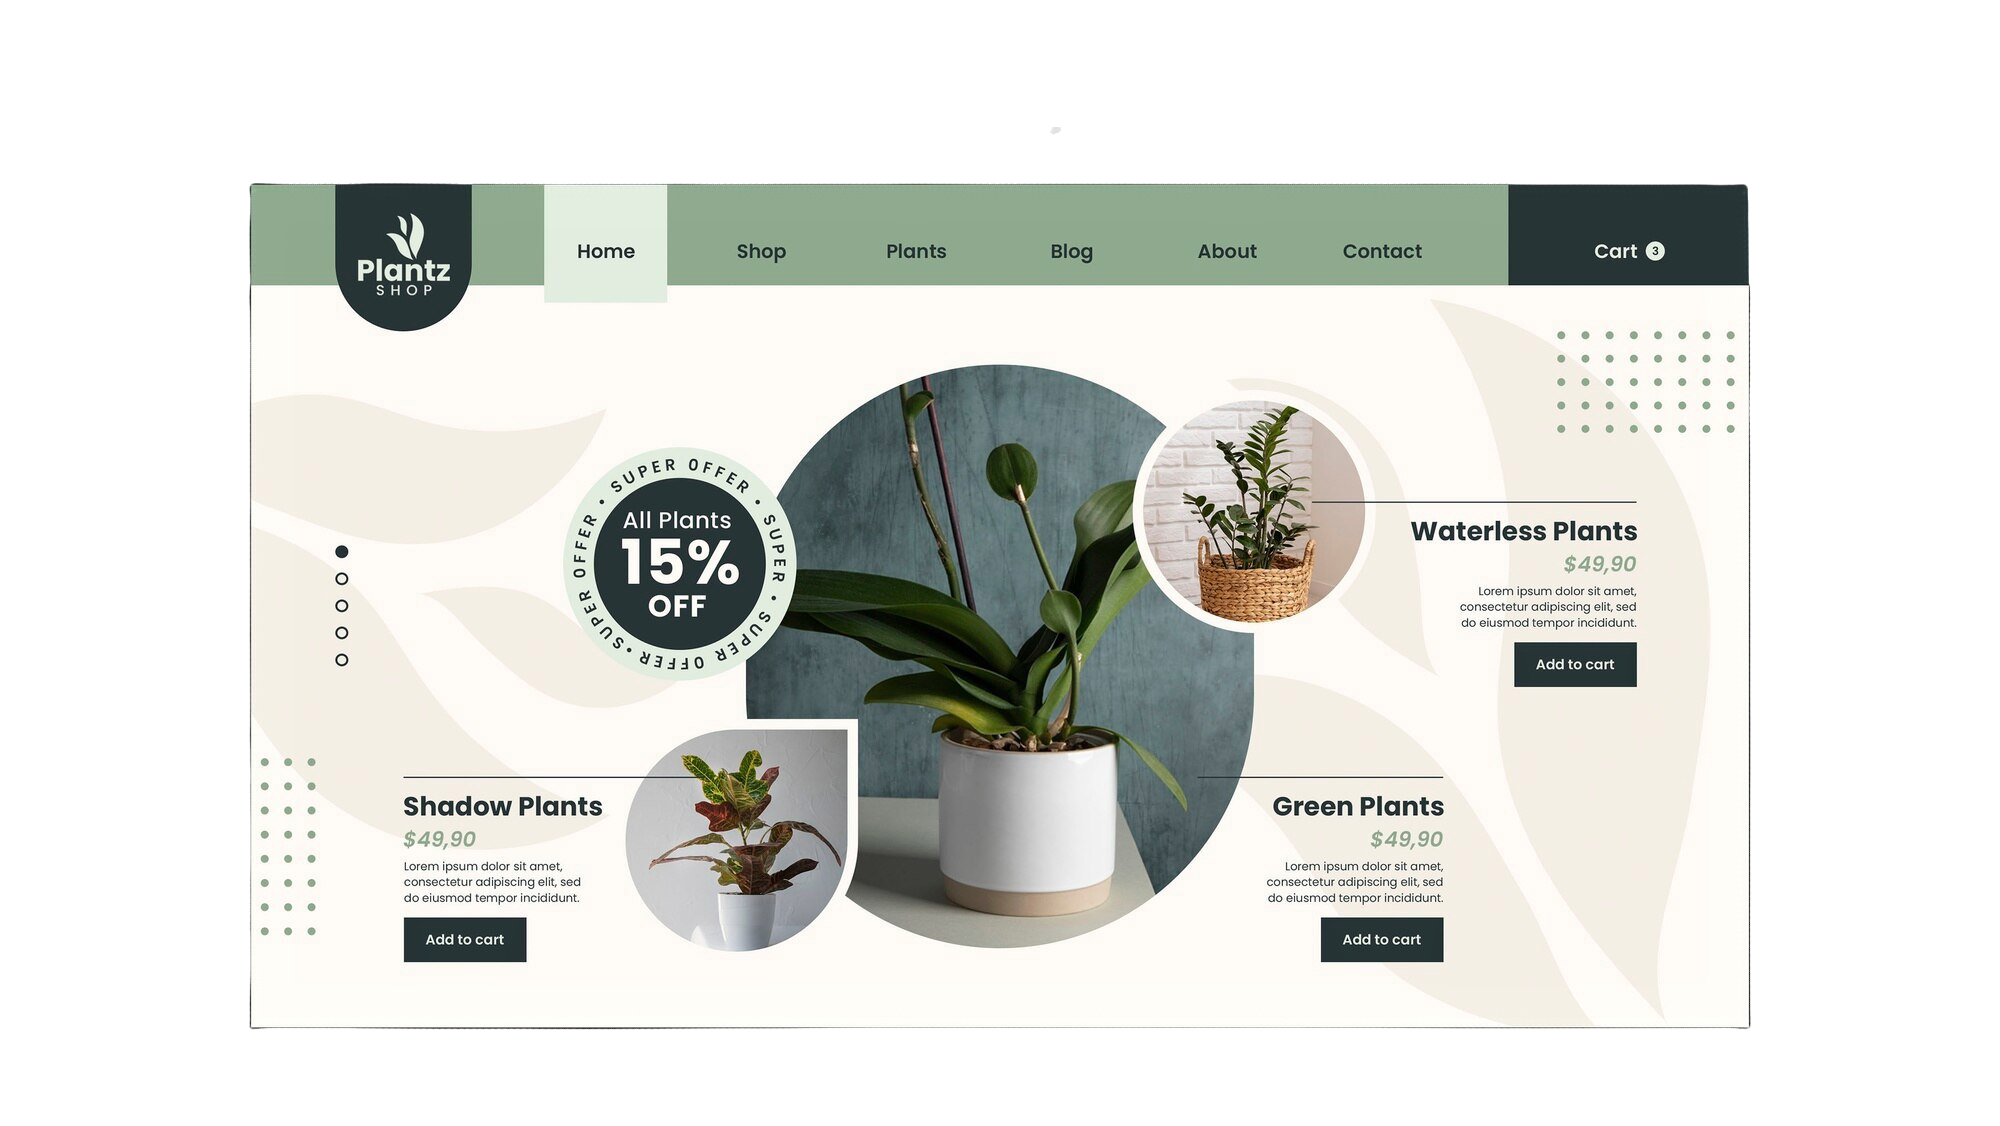 Plantz
SHOP
Home
Shop
Plants
Blog
About
Contact
Cart 3
SUPER OFFER • SUPER • SUPER OFFER • SUPER OFFER •
All Plants
15%
OFF
Waterless Plants
$49,90
Lorem ipsum dolor sit amet,
consectetur adipiscing elit, sed
do eiusmod tempor incididunt.
Add to cart
Shadow Plants
$49,90
Lorem ipsum dolor sit amet,
consectetur adipiscing elit, sed
do eiusmod tempor incididunt.
Add to cart
Green Plants
$49,90
Lorem ipsum dolor sit amet,
consectetur adipiscing elit, sed
do eiusmod tempor incididunt.
Add to cart